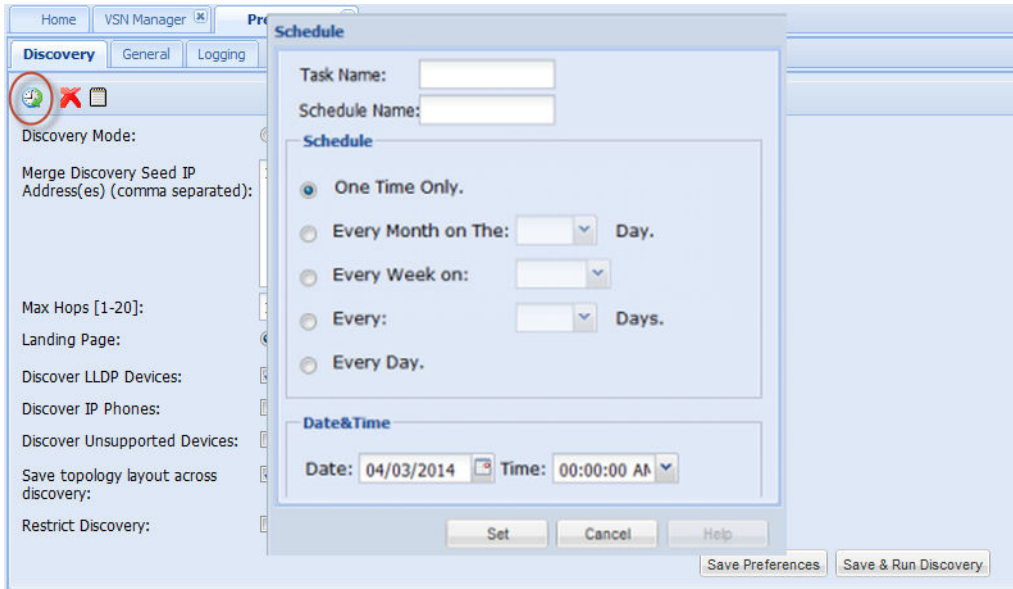 Home
VSN Manager
Pre
Discovery
General
Logging
Discovery Mode:
Merge Discovery Seed IP
Address(es) (comma separated):
Max Hops [1-20]:
Landing Page:
Discover LLDP Devices:
Discover IP Phones:
Discover Unsupported Devices:
Save topology layout across
discovery:
Restrict Discovery:
Schedule
Task Name:
Schedule Name:
Schedule
One Time Only.
Every Month on The: Day.
Every Week on:
Every: Days.
Every Day.
Date&Time
Date: 04/03/2014 Time: 00:00:00 AM
Set
Cancel
Help
Save Preferences
Save & Run Discovery